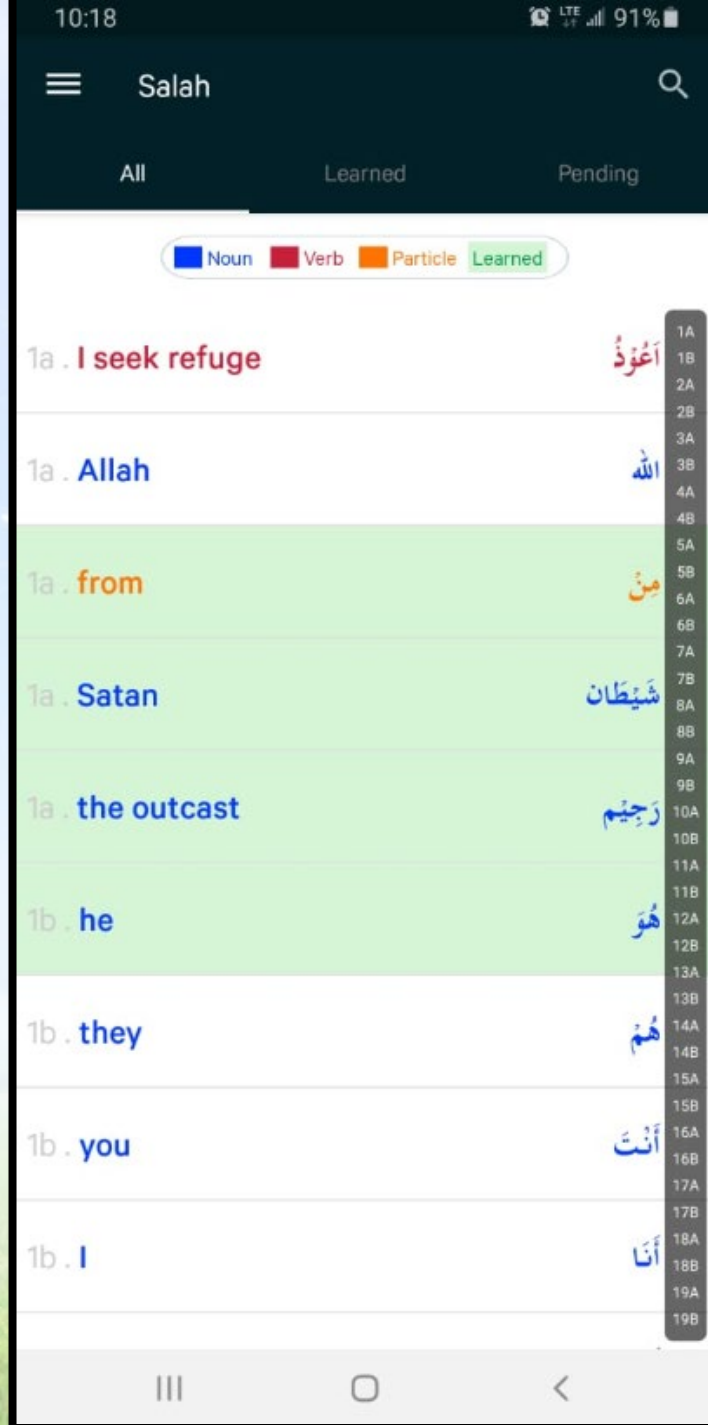 10:18 LTE 91%
Salah
All Learned Pending
Noun Verb Particle Learned
1a . I seek refuge اَعُوْذُ
1a . Allah الله
1a . from مِنْ
1a . Satan شَيْطَان
1a . the outcast رَجِيْم
1b . he هُوَ
1b . they هُمْ
1b . you أَنْتَ
1b . I أَنَا
1A
1B
2A
2B
3A
3B
4A
4B
5A
5B
6A
6B
7A
7B
8A
8B
9A
9B
10A
10B
11A
11B
12A
12B
13A
13B
14A
14B
15A
15B
16A
16B
17A
17B
18A
18B
19A
19B